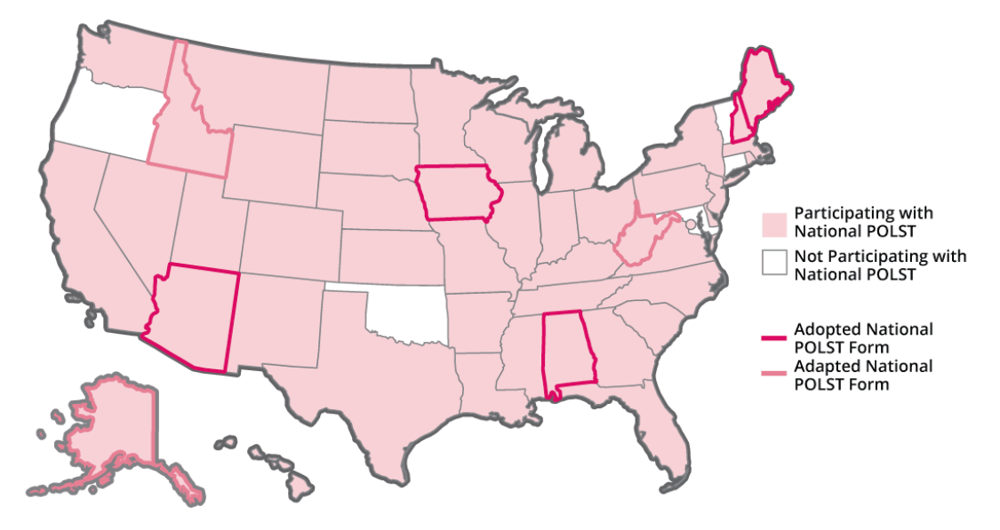 Participating with
National POLST
Not Participating with
National POLST
Adopted National
POLST Form
Adapted National
POLST Form